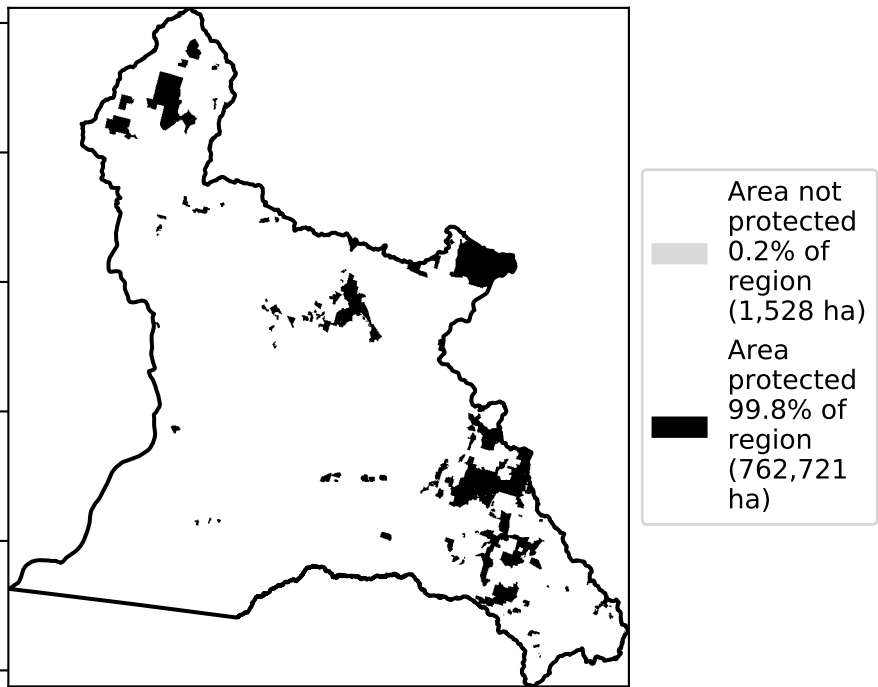 Area not
protected
0.2% of
region
(1,528 ha)
Area
protected
99.8% of
region
(762,721
ha)